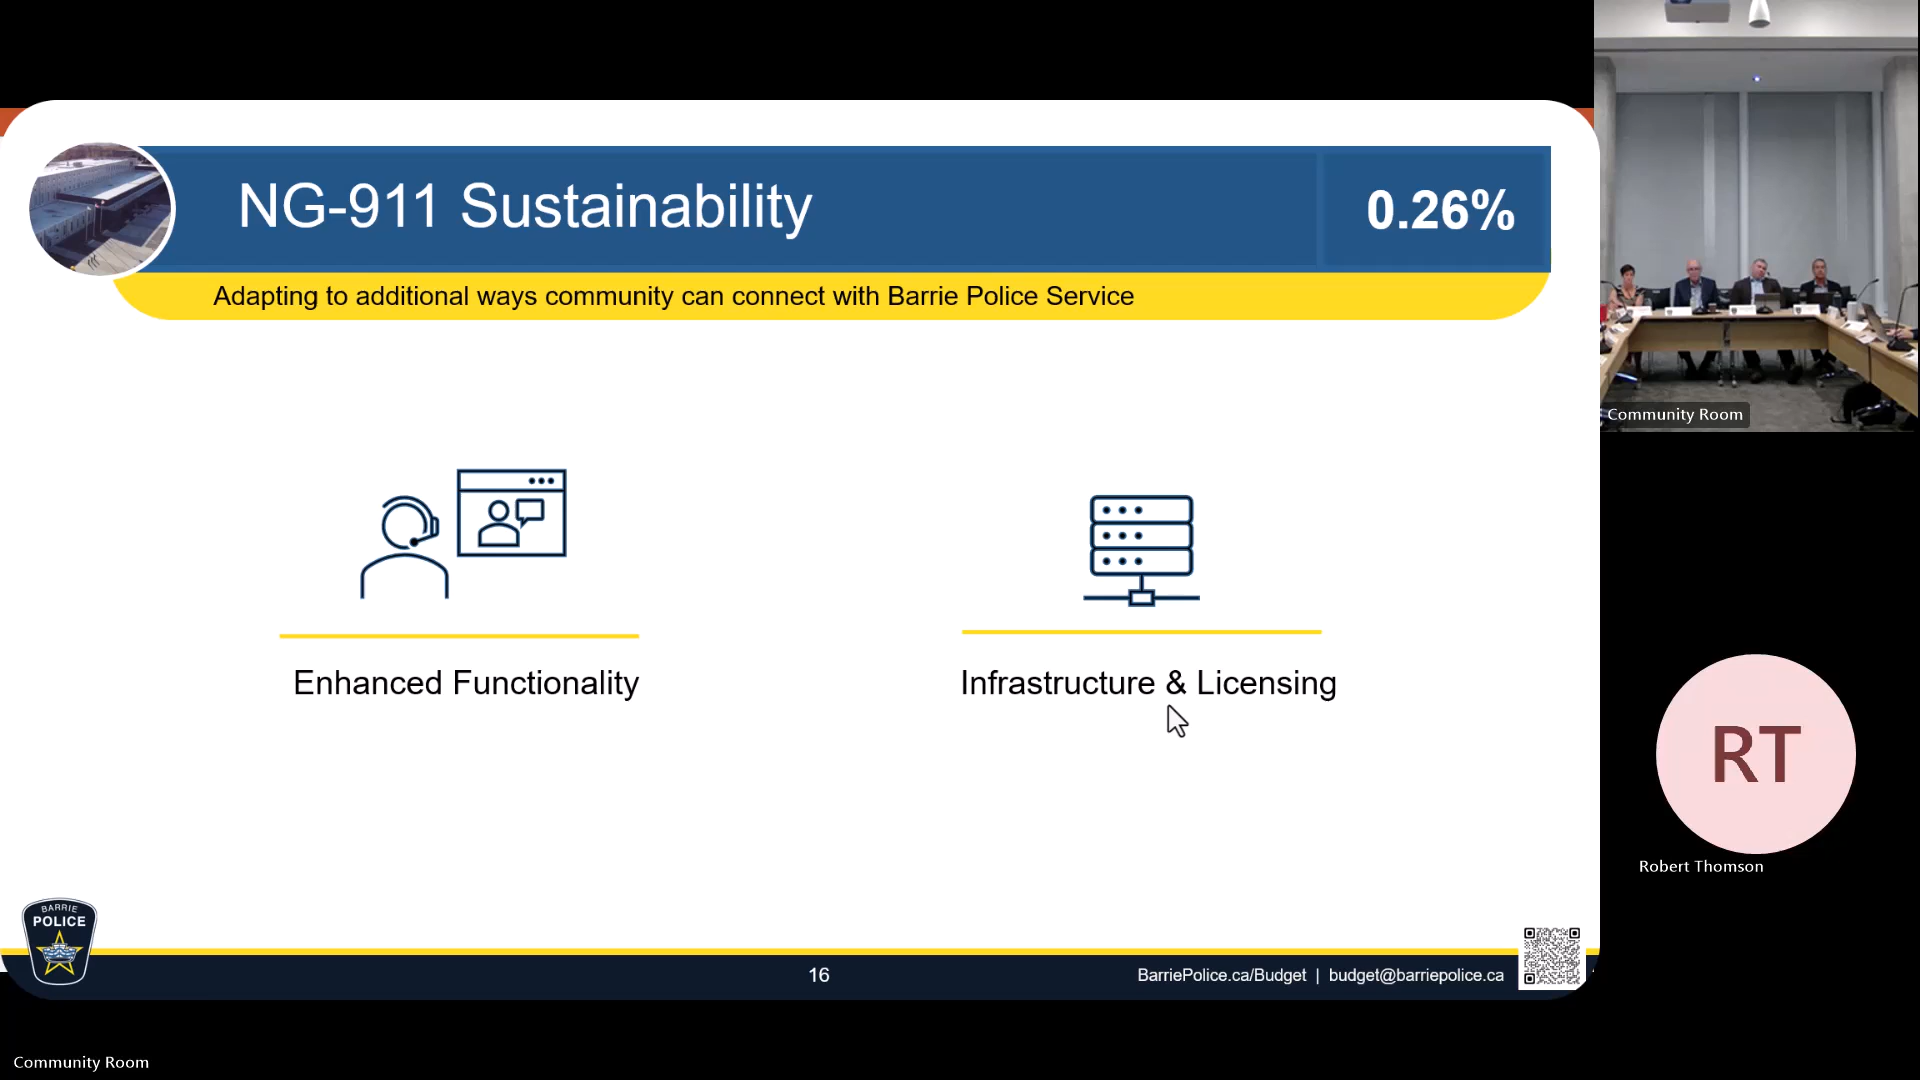 NG-911 Sustainability
0.26%
Adapting to additional ways community can connect with Barrie Police Service
Enhanced Functionality
Infrastructure & Licensing
BARRIE
POLICE
16
BarriePolice.ca/Budget | budget@barriepolice.ca
Community Room
RT
Robert Thomson
Community Room